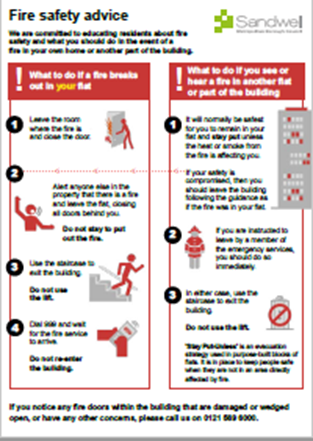 Fire safety advice
Sandwell
Metropolitan Borough Council
We are committed to educating residents about fire
safety and what you should do in the event of a
fire in your own home or another part of the building.
! What to do if a fire breaks
out in your flat
1 Leave the room
where the fire is
and close the door.
2
Alert anyone else in the
property that there is a fire
and leave the flat, closing
all doors behind you.
Do not stay to put
out the fire.
3 Use the staircase to
exit the building.
Do not use
the lift.
4 Dial 999 and wait
for the fire service
to arrive.
Do not re-enter
the building.
! What to do if you see or
hear a fire in another flat
or part of the building
1 It will normally be safest
for you to remain in your
flat and stay put unless
the heat or smoke from
the fire is affecting you.
If your safety is
compromised, then you
should leave the building
following the guidance as
if the fire was in your flat.
2 If you are instructed
to leave by a member of
the emergency services,
you should do so
immediately.
3 In either case, use the
staircase to exit the
building.
Do not use the lift.
"Stay Put-Unless" is an evacuation
strategy used in purpose-built blocks of
flats. It is in place to keep people safe
when they are not in an area directly
affected by fire.
If you notice any fire doors within the building that are damaged or wedged
open, or have any other concerns, please call us on 0121 569 6000.